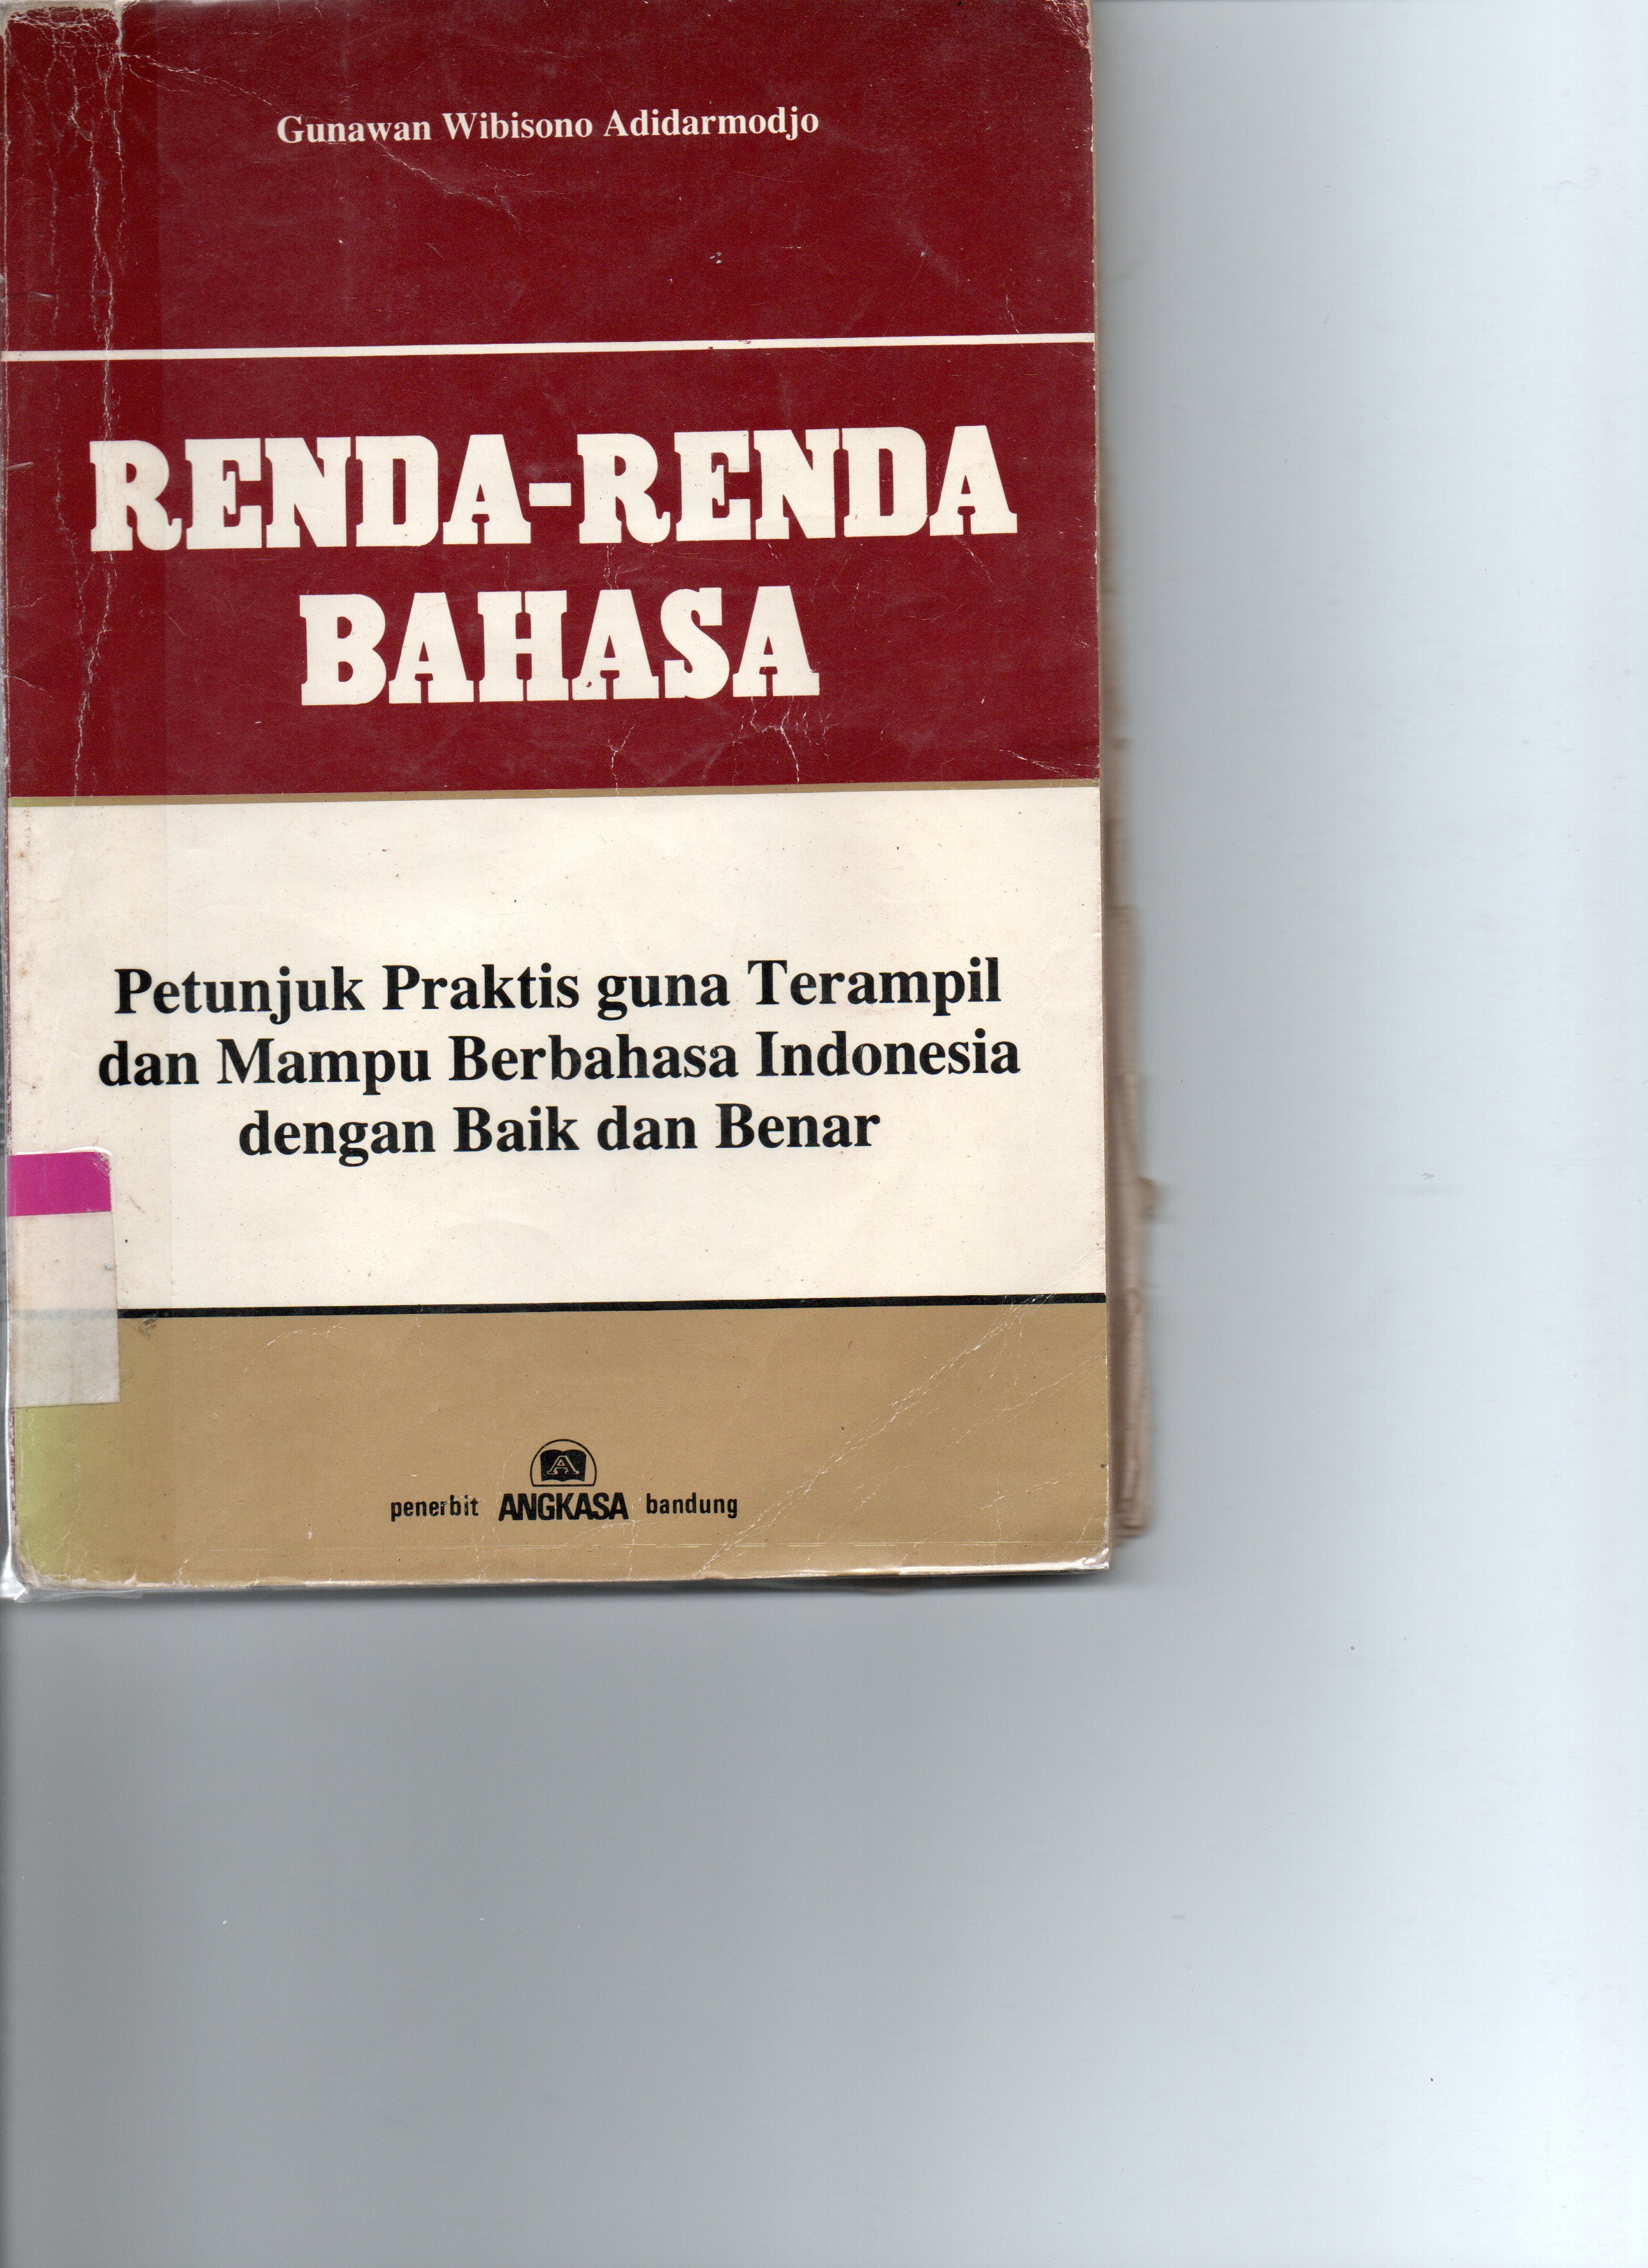 Gunawan Wibisono Adidarmodjo
RENDA-RENDA
BAHASA
Petunjuk Praktis guna Terampil
dan Mampu Berbahasa Indonesia
dengan Baik dan Benar
A
penerbit ANGKASA bandung